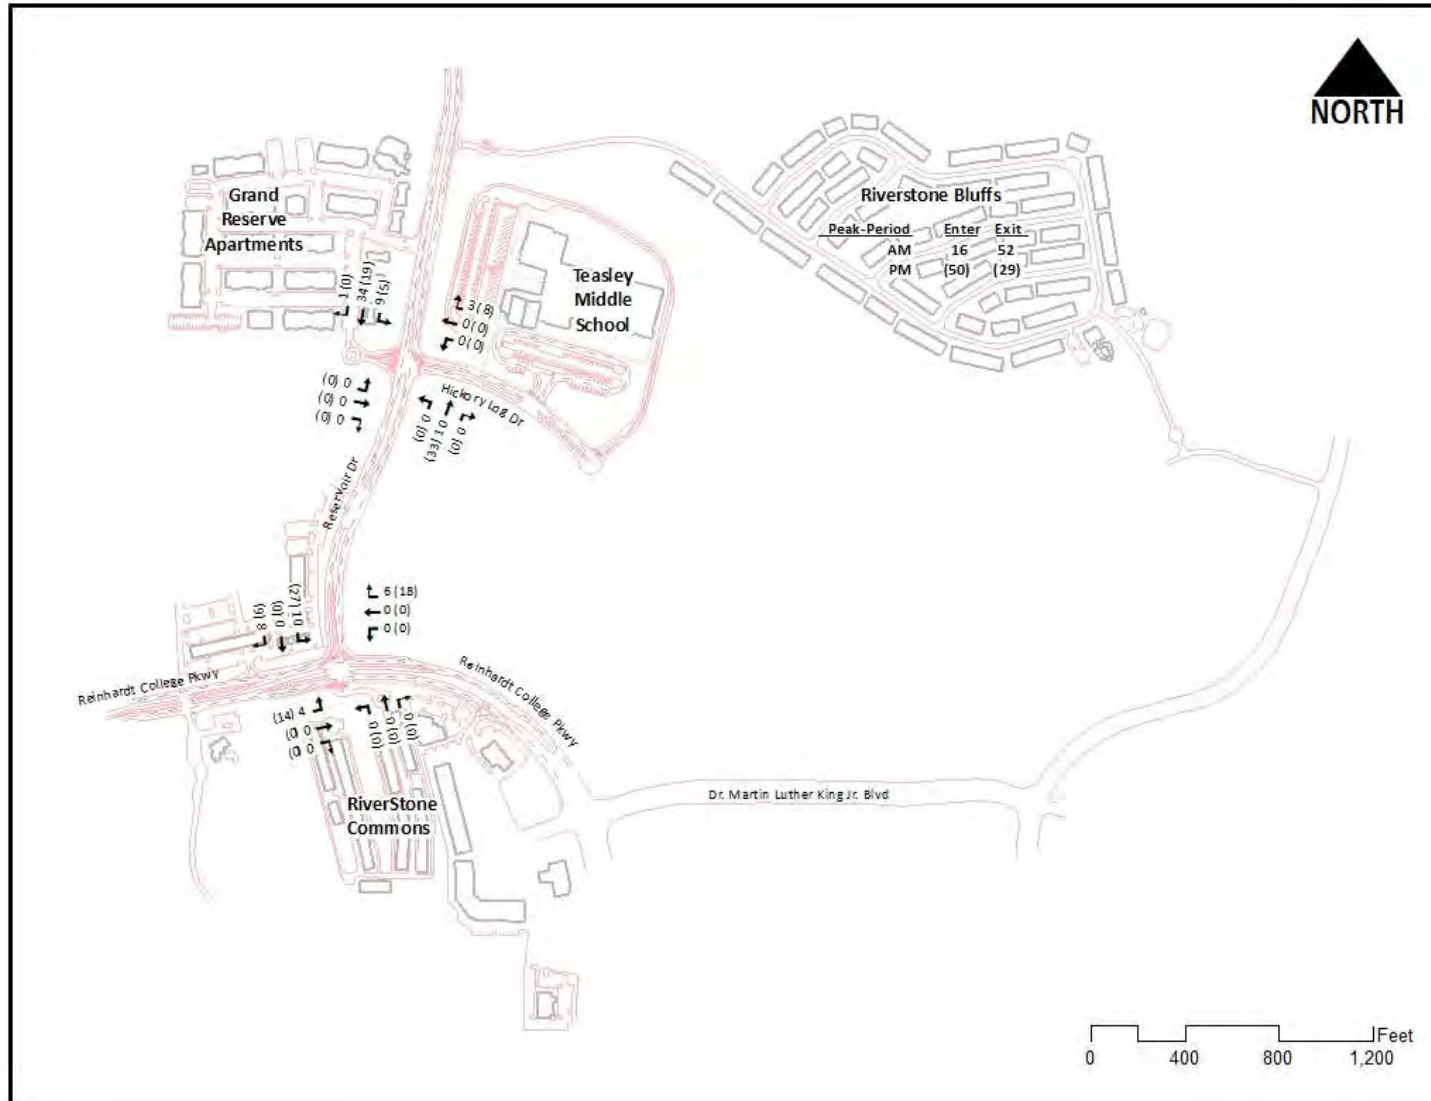 NORTH
Grand
Reserve
Apartments
Riverstone Bluffs
Peak-Period Enter Exit
AM 16 52
PM (50) (29)
Teasley
Middle
School
1 (0)
34 (19)
9 (5)
3 (8)
0 (0)
0 (0)
(0) 0
(0) 0
(0) 0
(0) 0
(33) 10
(0) 0
Hickory Log Dr
Reservoir Dr
6 (18)
0 (0)
0 (0)
(9) 8
(0) 0
(27) 10
Reinhardt College Pkwy
Reinhardt College Pkwy
(14) 4
(0) 0
(0) 0
0 (0)
0 (0)
0 (0)
RiverStone
Commons
Dr. Martin Luther King Jr. Blvd
Feet
0 400 800 1,200